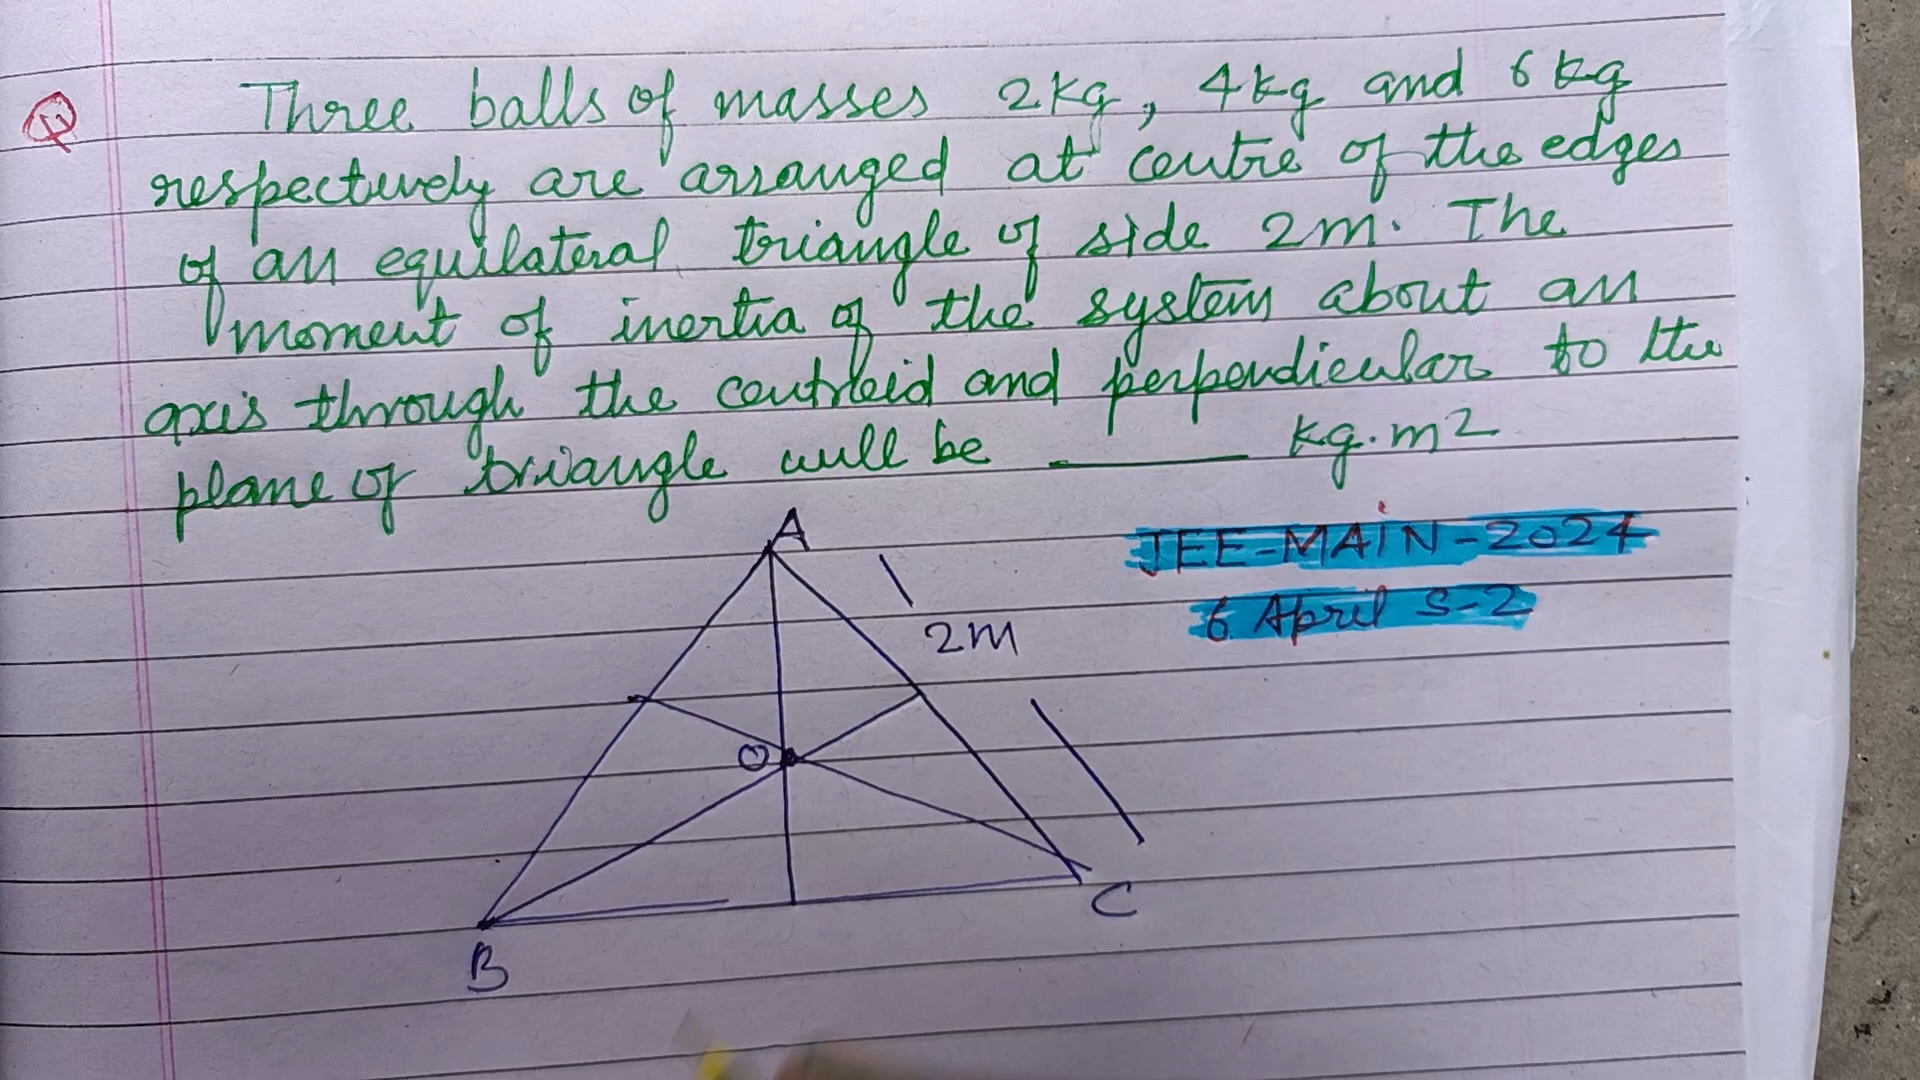 Q Three balls of masses 2kg, 4kg and 6kg
respectively are arranged at centre of the edges
of an equilateral triangle of side 2m. The
moment of inertia of the system about an
axis through the centroid and perpendicular to the
plane of triangle will be ______ kg.m2
A
JEE-MAIN-2024
6 April S-2
2m
O
C
B